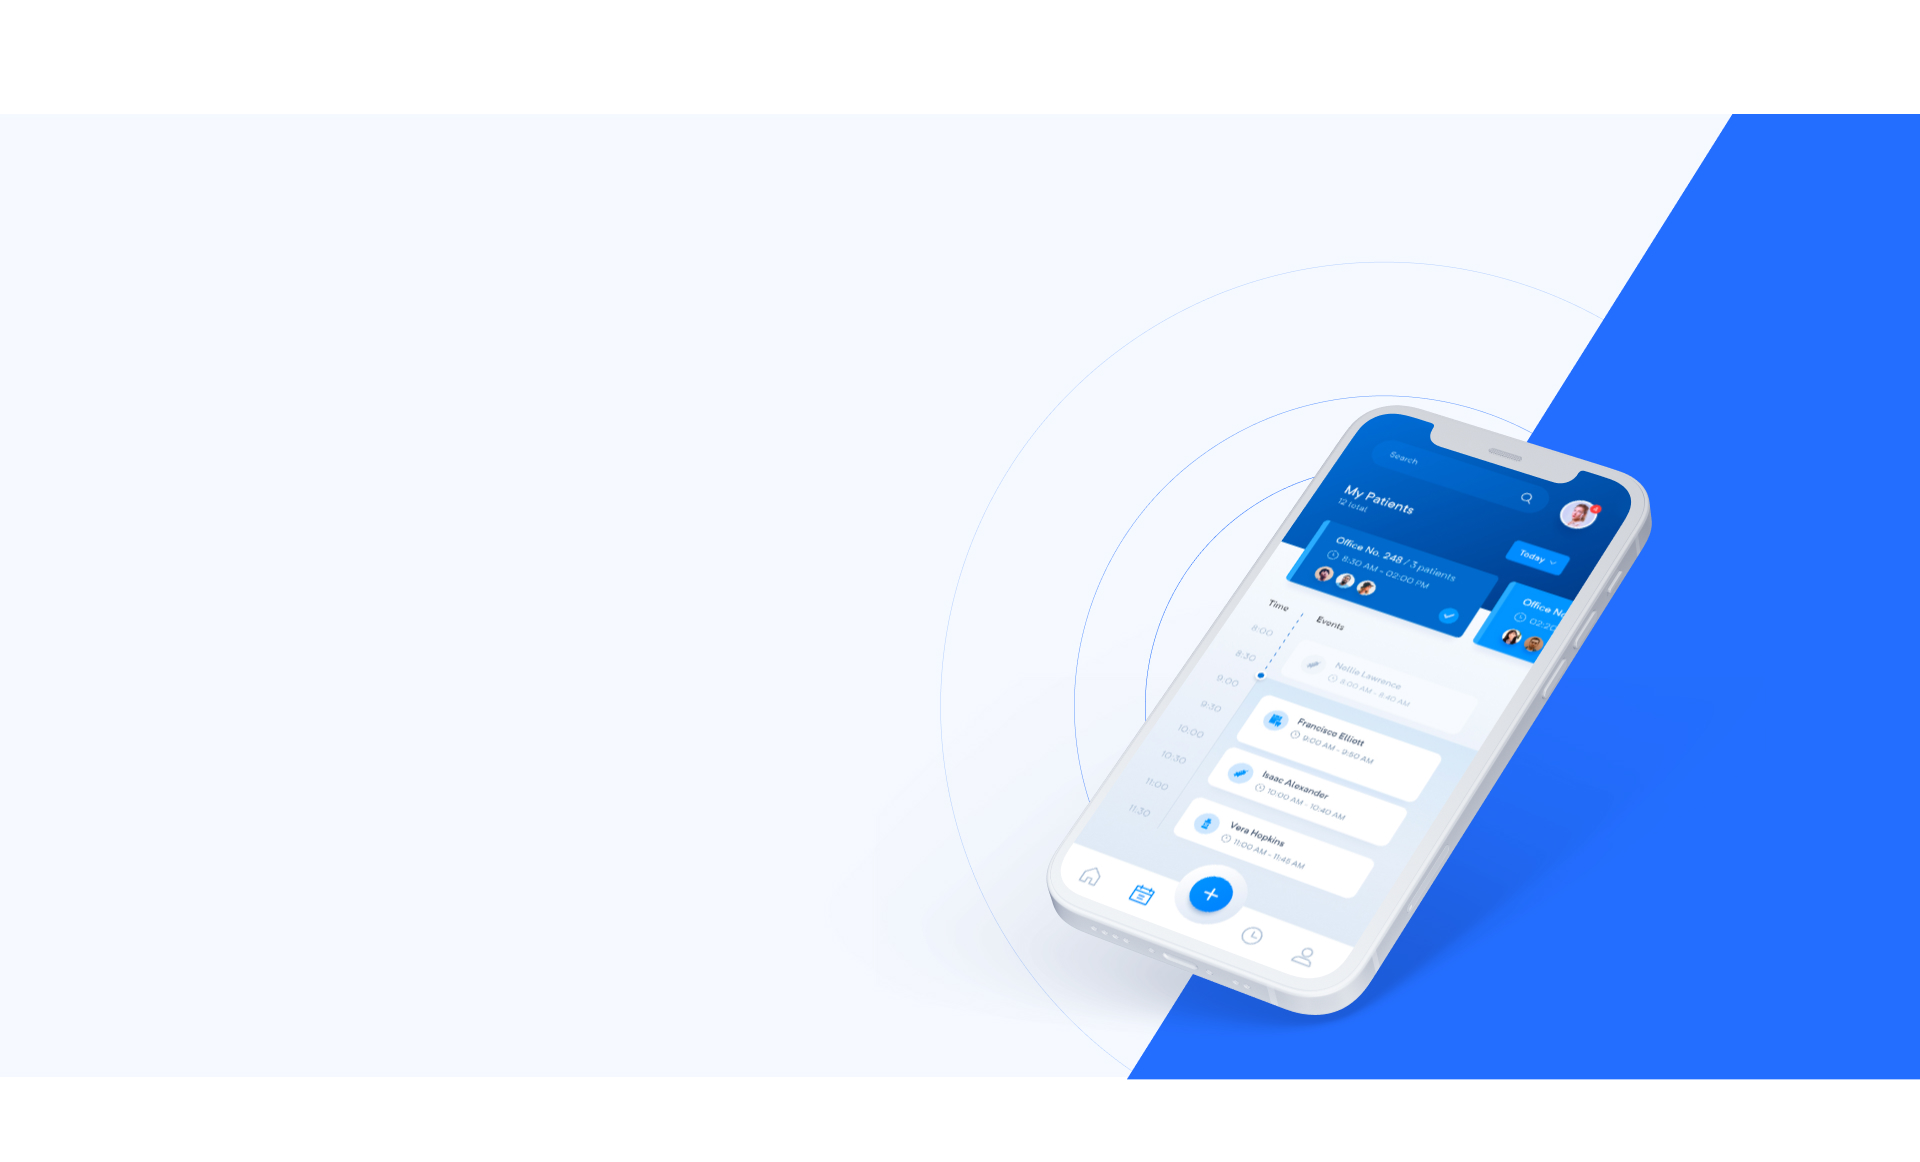 Search
My Patients
12 total
Today
Office No. 248 / 3 patients
8:30 AM - 02:00 PM
Office No
02:20
Time
Events
8:00
8:30
9:00
9:30
10:00
10:30
11:00
11:30
Nellie Lawrence
8:00 AM - 8:40 AM
Francisco Elliott
9:00 AM - 9:50 AM
Isaac Alexander
10:00 AM - 10:40 AM
Vera Hopkins
11:00 AM - 11:45 AM